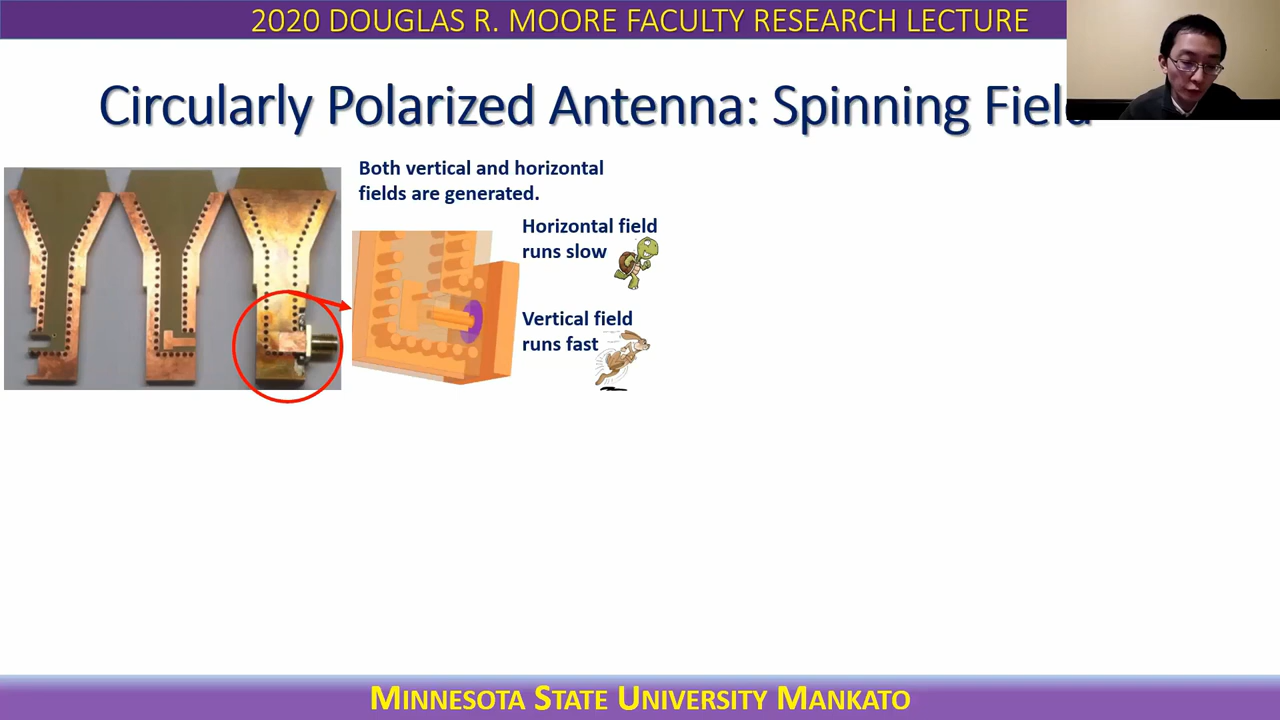 2020 DOUGLAS R. MOORE FACULTY RESEARCH LECTURE
Circularly Polarized Antenna: Spinning Field
Both vertical and horizontal
fields are generated.
Horizontal field
runs slow
Vertical field
runs fast
MINNESOTA STATE UNIVERSITY MANKATO